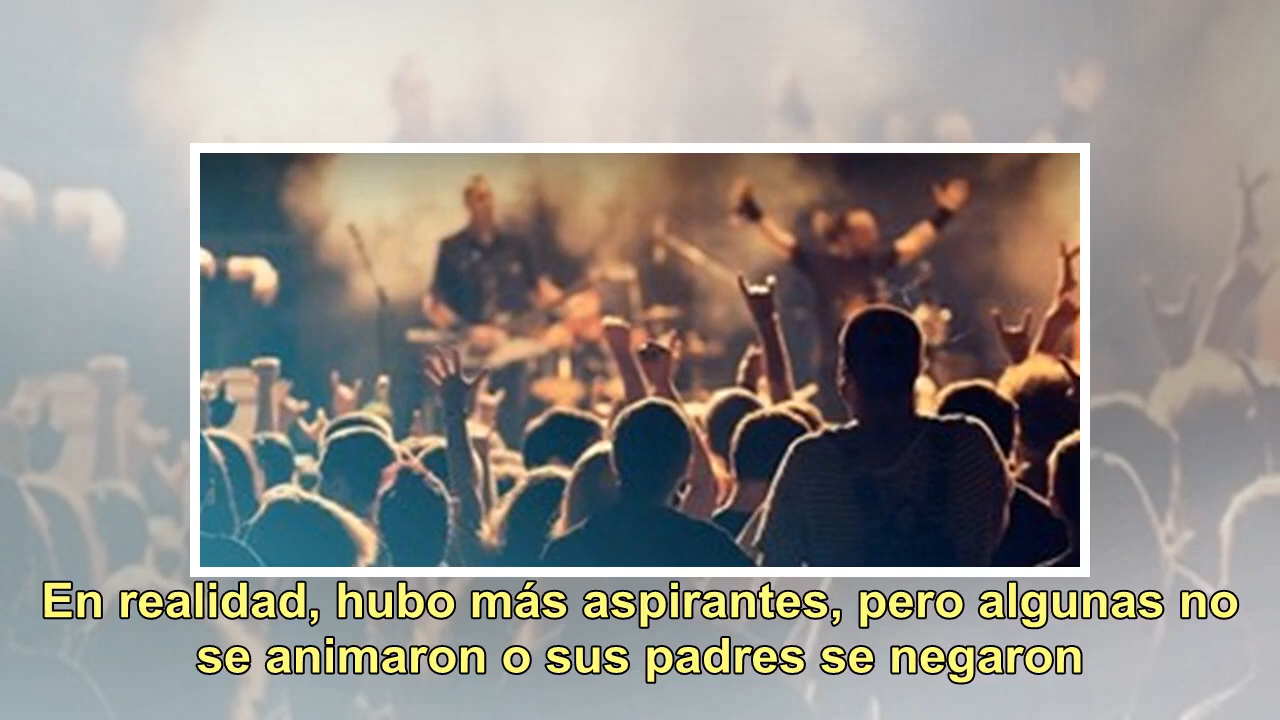 En realidad, hubo más aspirantes, pero algunas no
se animaron o sus padres se negaron